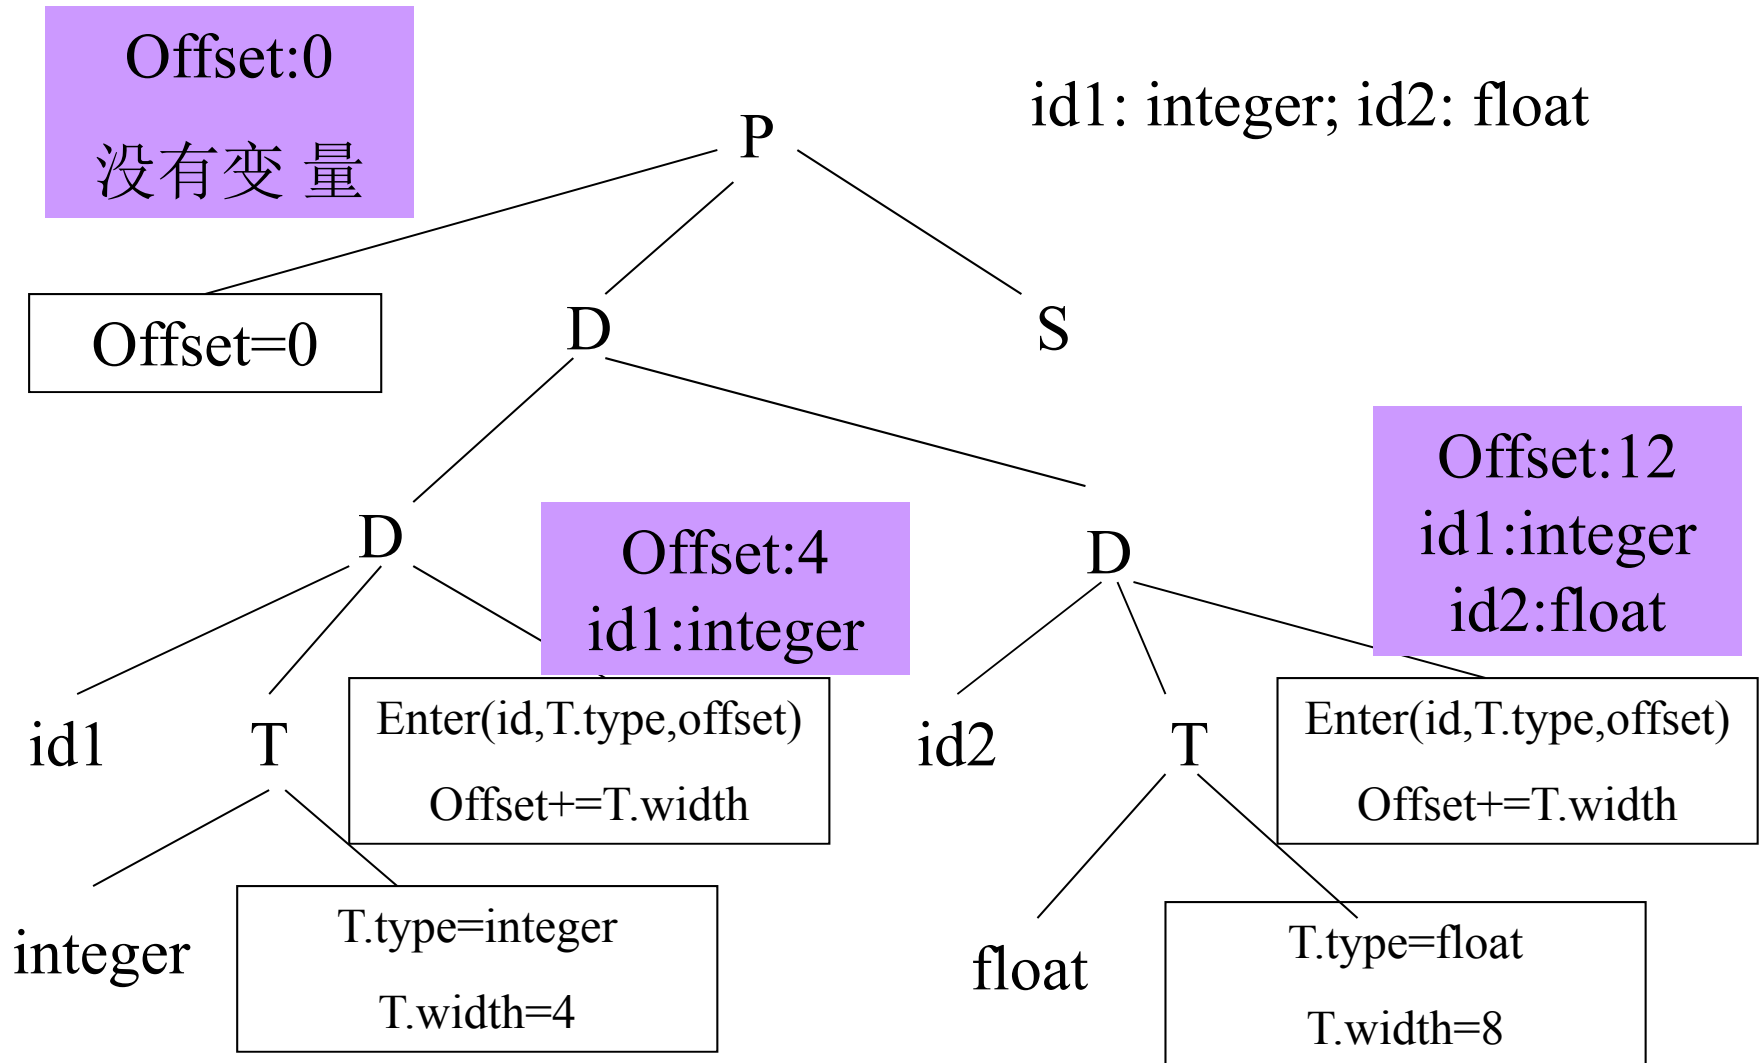 Offset:0
没有变 量
id1: integer; id2: float
P
Offset=0
D
S
D
Offset:4
id1:integer
D
Offset:12
id1:integer
id2:float
id1
T
Enter(id,T.type,offset)
Offset+=T.width
id2
T
Enter(id,T.type,offset)
Offset+=T.width
integer
T.type=integer
T.width=4
float
T.type=float
T.width=8